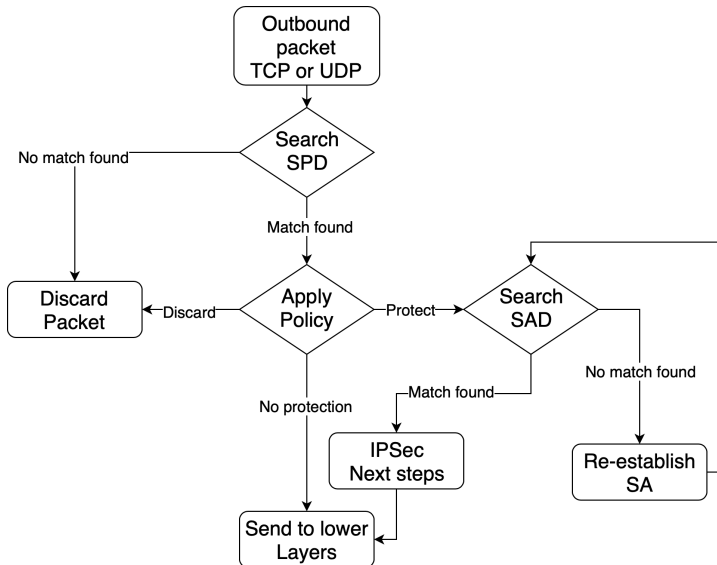 Outbound
packet
TCP or UDP
Search
SPD
No match found
Match found
Discard
Packet
Discard
Apply
Policy
Protect
Search
SAD
No match found
Match found
No protection
IPSec
Next steps
Re-establish
SA
Send to lower
Layers